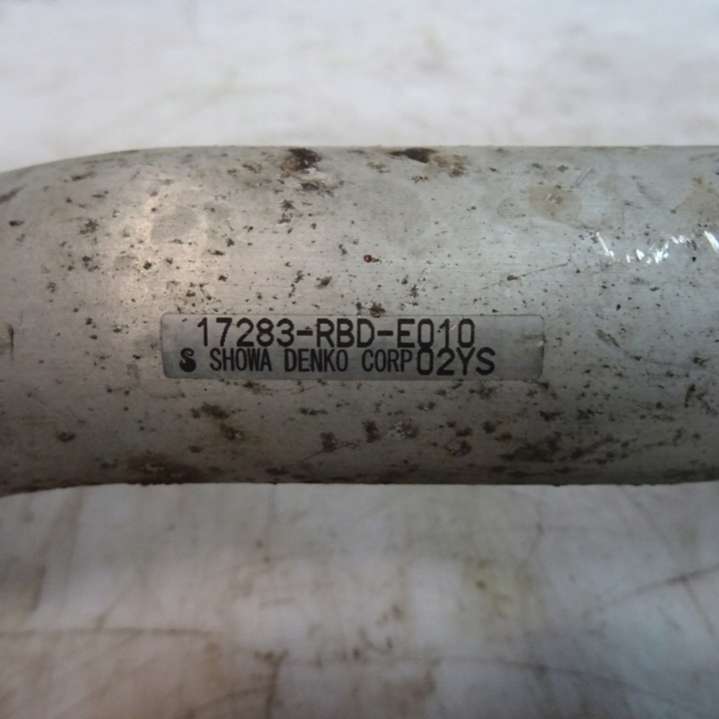 17283-RBD-E010
S SHOWA DENKO CORP 02YS